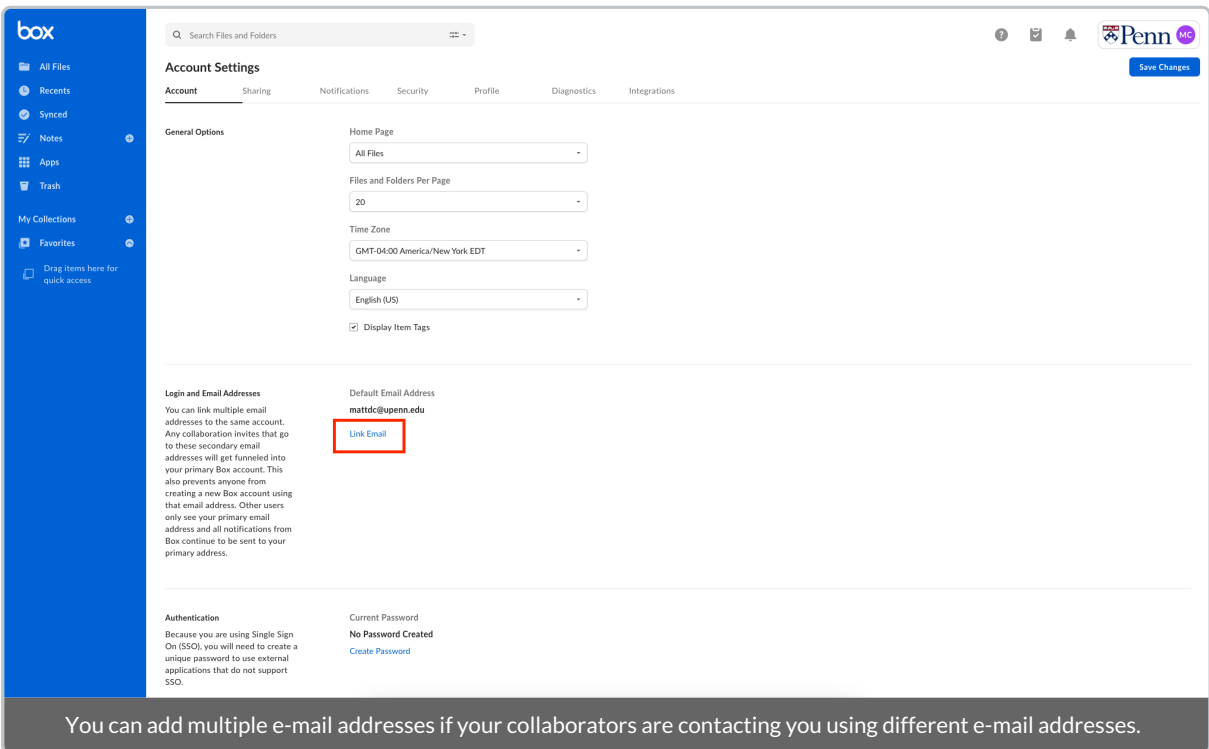 box
Search Files and Folders
Penn MC
All Files
Recents
Synced
Notes
Apps
Trash
My Collections
Favorites
Drag items here for
quick access
Account Settings
Save Changes
Account Sharing Notifications Security Profile Diagnostics Integrations
General Options
Home Page
All Files
Files and Folders Per Page
20
Time Zone
GMT-04:00 America/New York EDT
Language
English (US)
Display Item Tags
Login and Email Addresses
You can link multiple email
addresses to the same account.
Any collaboration invites that go
to these secondary email
addresses will get funneled into
your primary Box account. This
also prevents anyone from
creating a new Box account using
that email address. Other users
only see your primary email
address and all notifications from
Box continue to be sent to your
primary address.
Default Email Address
mattdc@upenn.edu
Link Email
Authentication
Because you are using Single Sign
On (SSO), you will need to create a
unique password to use external
applications that do not support
SSO.
Current Password
No Password Created
Create Password
You can add multiple e-mail addresses if your collaborators are contacting you using different e-mail addresses.